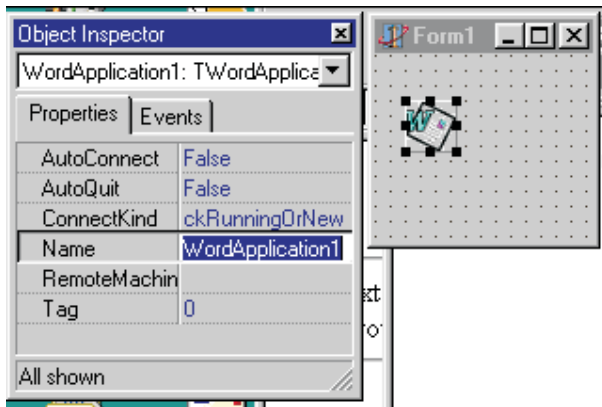 Object Inspector
WordApplication1: TWordApplica
Properties Events
AutoConnect False
AutoQuit False
ConnectKind ckRunningOrNew
Name WordApplication1
RemoteMachin
Tag 0
All shown
Form1
W
xt